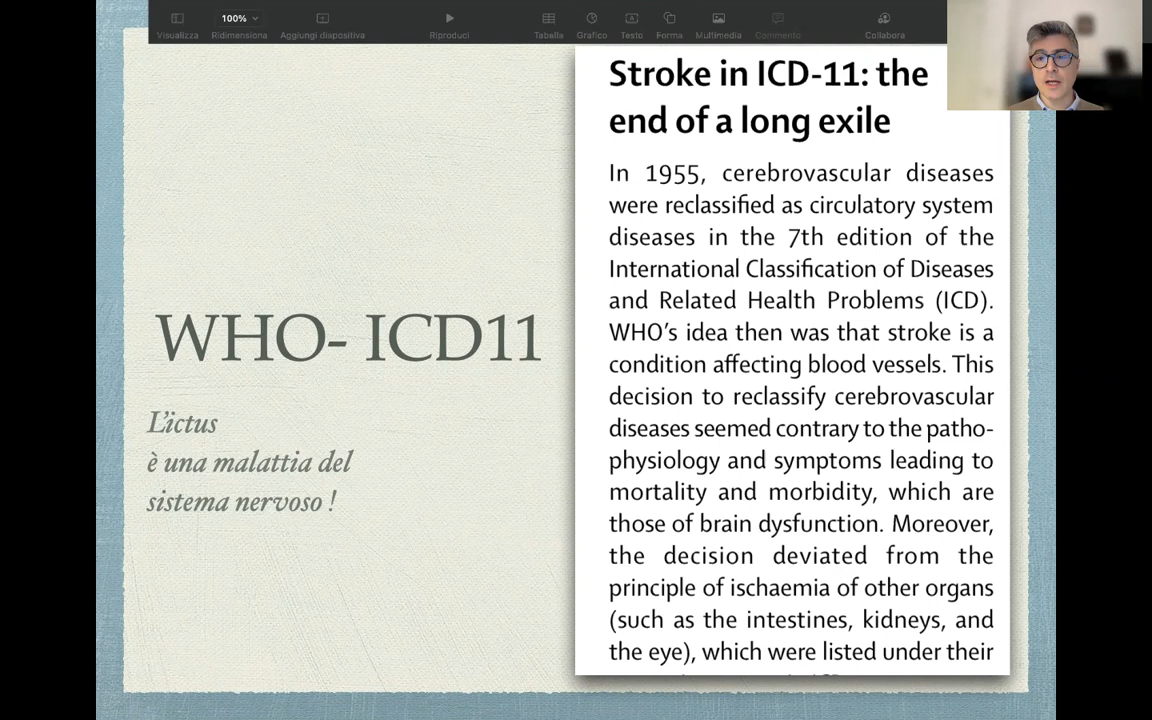 100%
Visualizza Ridimensiona Aggiungi diapositiva Riproduci Tabella Grafico Testo Forma Multimedia Commento Collabora
WHO- ICD11
L'ictus
è una malattia del
sistema nervoso !
Stroke in ICD-11: the
end of a long exile
In 1955, cerebrovascular diseases
were reclassified as circulatory system
diseases in the 7th edition of the
International Classification of Diseases
and Related Health Problems (ICD).
WHO's idea then was that stroke is a
condition affecting blood vessels. This
decision to reclassify cerebrovascular
diseases seemed contrary to the patho-
physiology and symptoms leading to
mortality and morbidity, which are
those of brain dysfunction. Moreover,
the decision deviated from the
principle of ischaemia of other organs
(such as the intestines, kidneys, and
the eye), which were listed under their